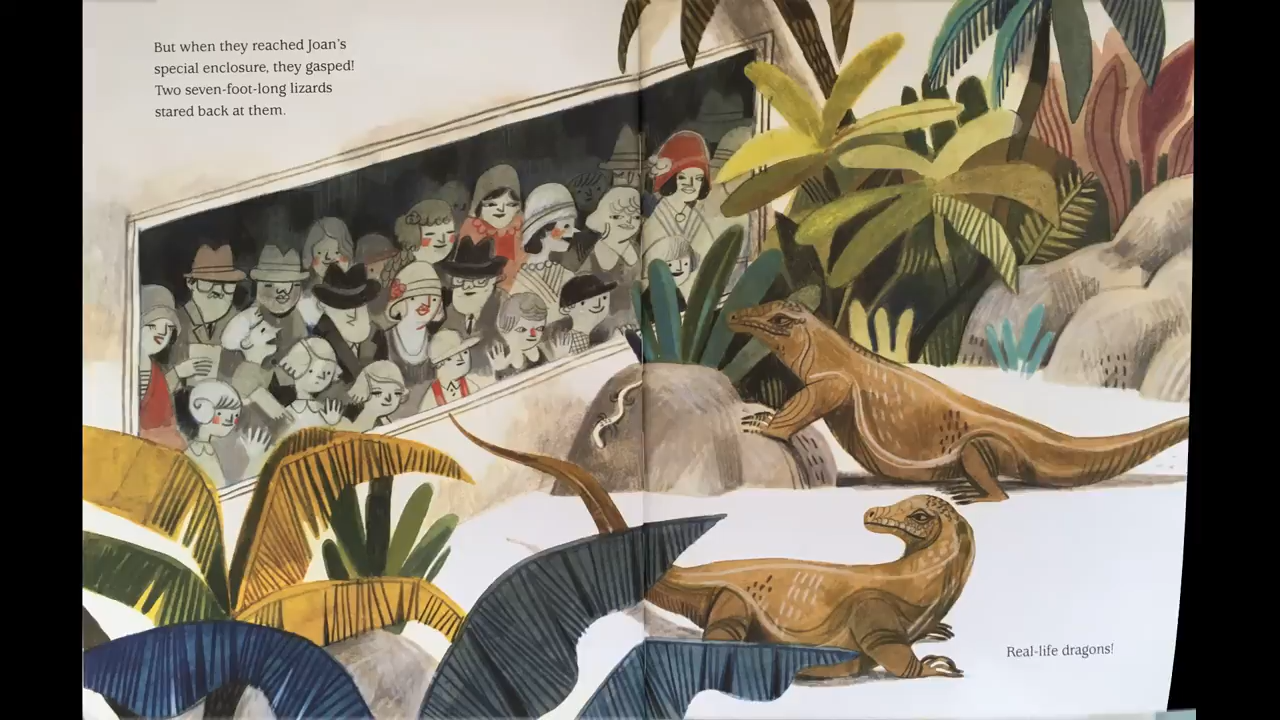 But when they reached Joan's
special enclosure, they gasped!
Two seven-foot-long lizards
stared back at them.
Real-life dragons!